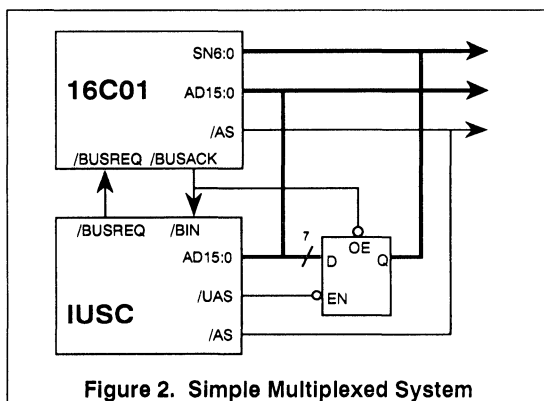 SN6:0
16C01
AD15:0
/AS
/BUSREQ /BUSACK
/BUSREQ /BIN
7
OE
AD15:0
D Q
/UAS
EN
IUSC
/AS
Figure 2. Simple Multiplexed System